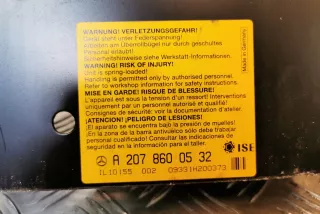 WARNUNG! VERLETZUNGSGEFAHR!
Gerät steht unter Federspannung!
Arbeiten am Überrollbügel nur durch geschultes
Personal erlaubt!
Sicherheitshinweise siehe Werkstatt-Informationen.
WARNING! RISK OF INJURY!
Unit is spring-loaded!
Handling is permitted only by authorised personnel.
Refer to workshop information for safety instructions.
MISE EN GARDE! RISQUE DE BLESSURE!
L'appareil est sous la tension d'un ressort! Interventions
uniquement par un personnel autorisé et qualifié!
Consignes de sécurité: voir la documentation d'atelier.
¡ATENCIÓN! ¡PELIGRO DE LESIONES!
¡El aparato se encuentra bajo la presión de muelles!
¡En la zona de la barra antivuelco sólo debe trabajar
personal cualificado! Consultar las indicaciones de
seguridad en la información para el taller.
Made in Germany
ISE
A 207 860 05 32
IL10155 002 09331H200373